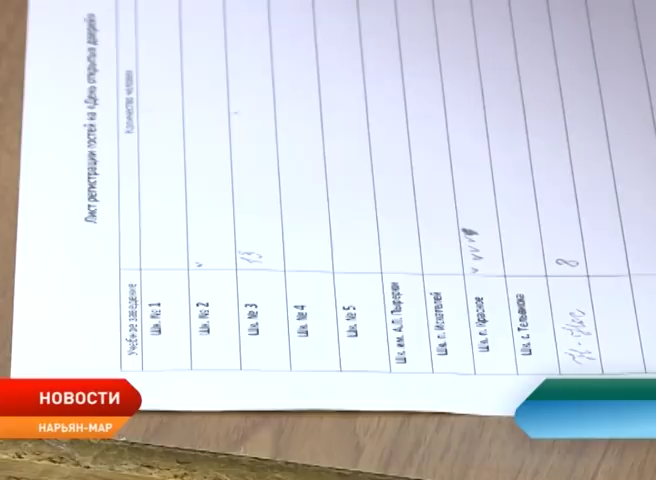 Лист регистрации гостей на «День открытых дверей»
Учебное заведение
Количество человек
Шк. № 1
Шк. № 2
Шк. № 3
33
Шк. № 4
Шк. № 5
Шк. им. А.П. Пырерки
Шк. п. Искателей
Шк. п. Красное
Шк. с. Тельвиска
8
НОВОСТИ
НАРЬЯН-МАР